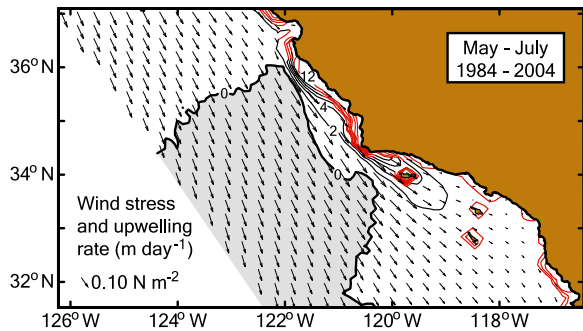 May - July
1984 - 2004
36°N
34°N
32°N
12
4
2
0
0
Wind stress
and upwelling
rate (m day⁻¹)
0.10 N m⁻²
126°W 124°W 122°W 120°W 118°W